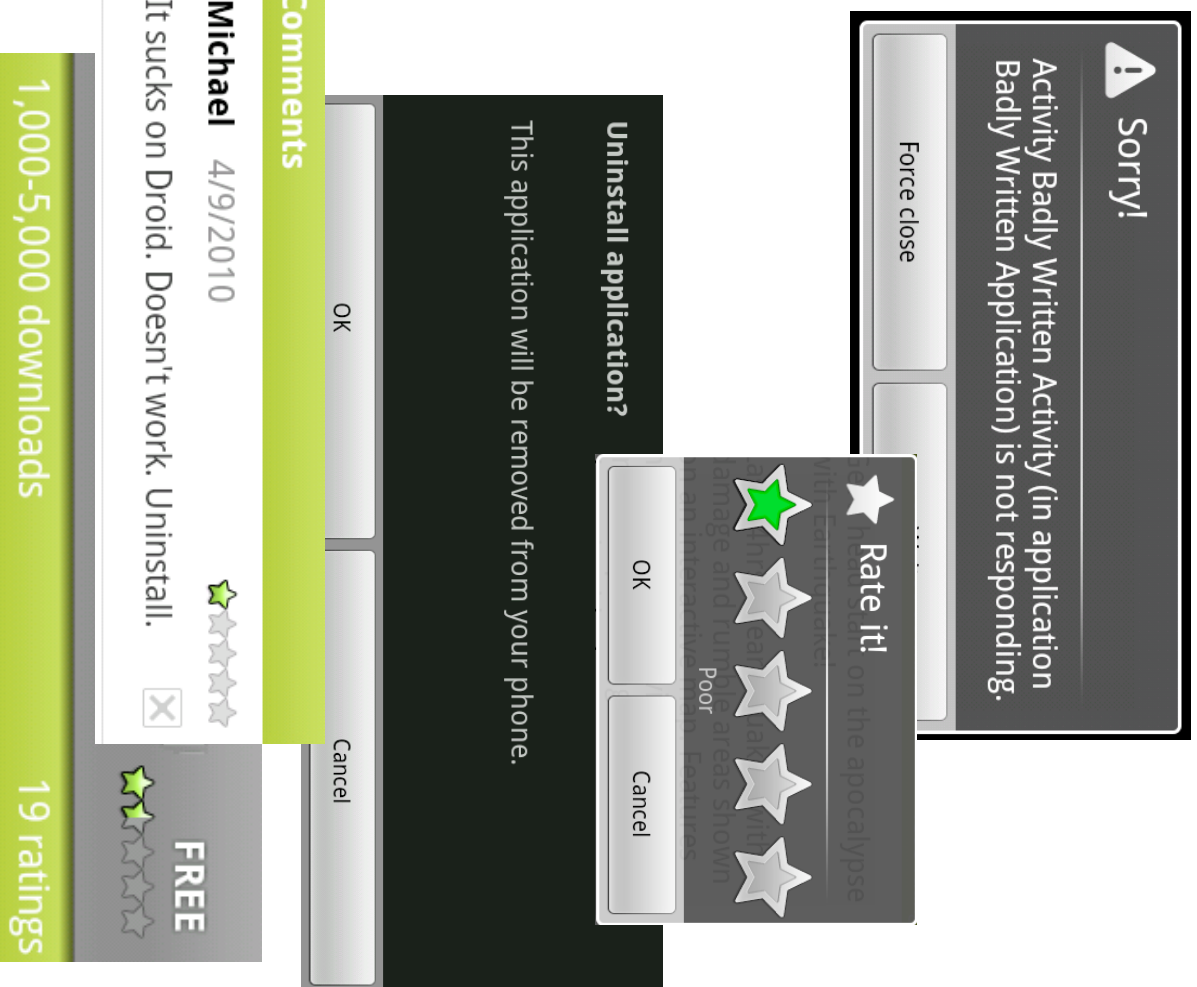 Sorry!
Activity Badly Written Activity (in application
Badly Written Application) is not responding.
Force close
Rate it!
Poor
OK
Cancel
Uninstall application?
This application will be removed from your phone.
OK
Cancel
Comments
Michael 4/9/2010
It sucks on Droid. Doesn't work. Uninstall.
FREE
1,000-5,000 downloads 19 ratings